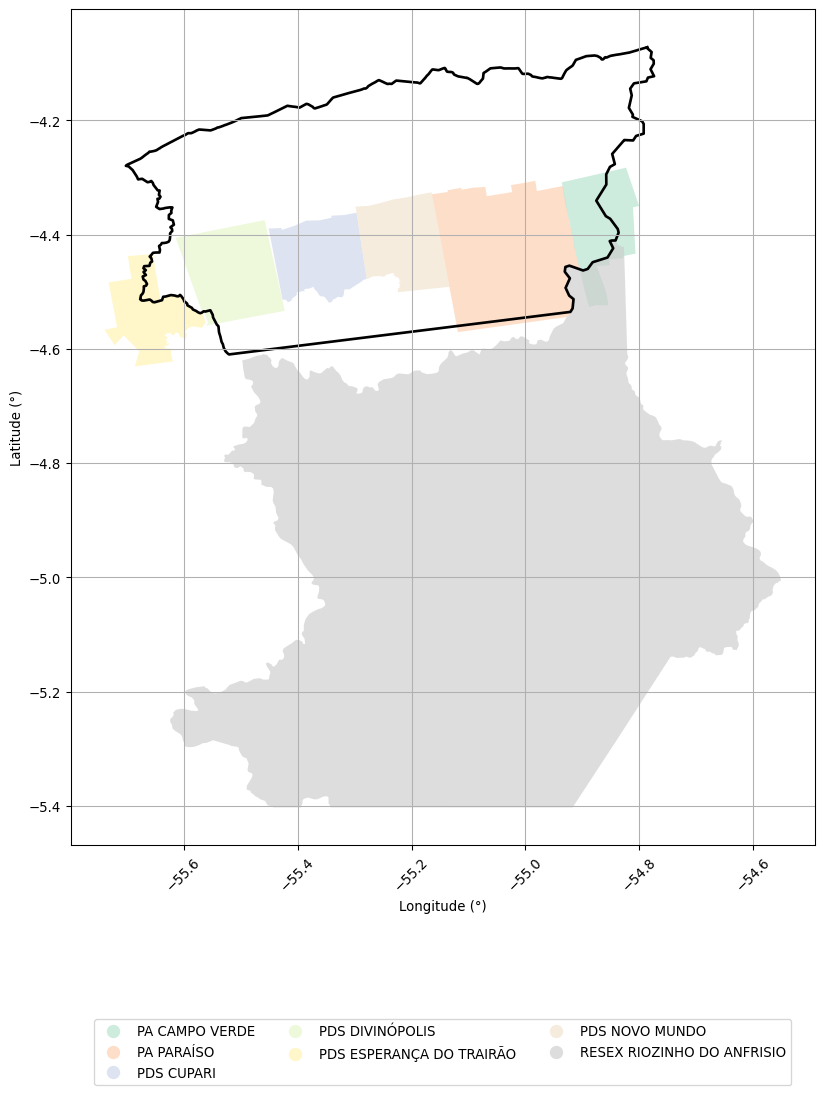 −4.2
−4.4
−4.6
−4.8
−5.0
−5.2
−5.4
Latitude (°)
−55.6
−55.4
−55.2
−55.0
−54.8
−54.6
Longitude (°)
PA CAMPO VERDE
PA PARAÍSO
PDS CUPARI
PDS DIVINÓPOLIS
PDS ESPERANÇA DO TRAIRÃO
PDS NOVO MUNDO
RESEX RIOZINHO DO ANFRISIO